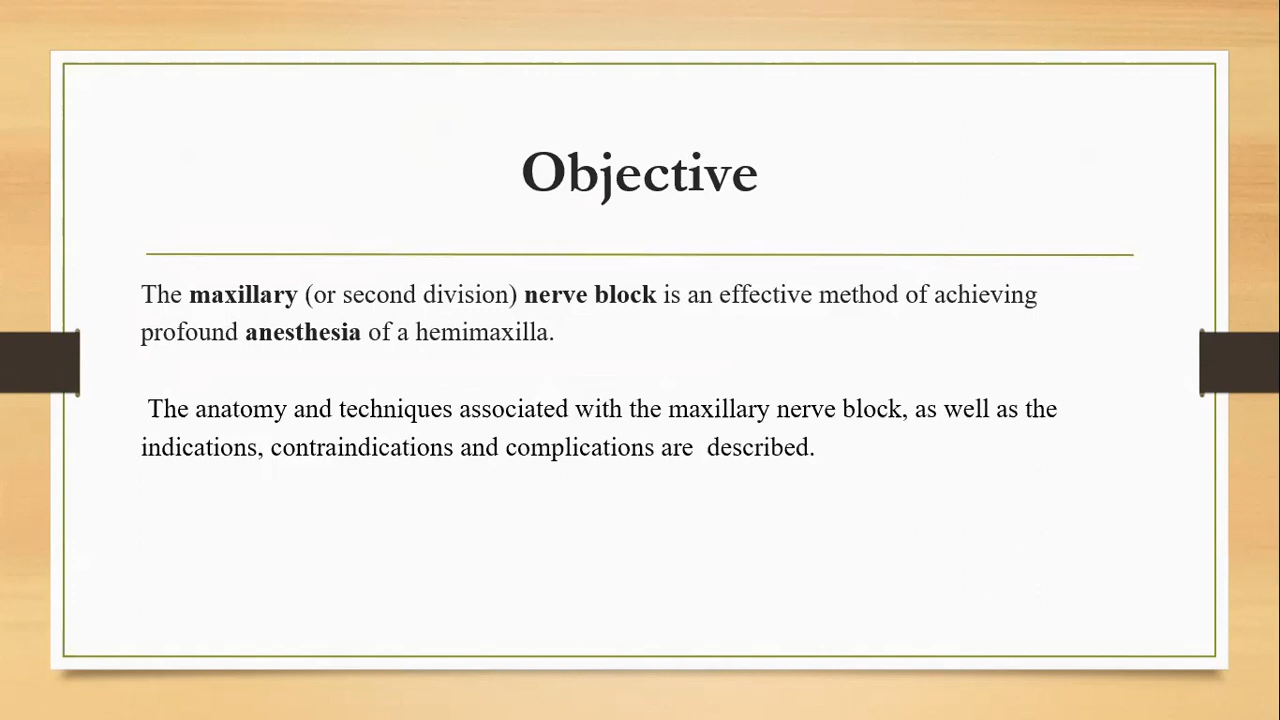 Objective
The maxillary (or second division) nerve block is an effective method of achieving
profound anesthesia of a hemimaxilla.
The anatomy and techniques associated with the maxillary nerve block, as well as the
indications, contraindications and complications are  described.